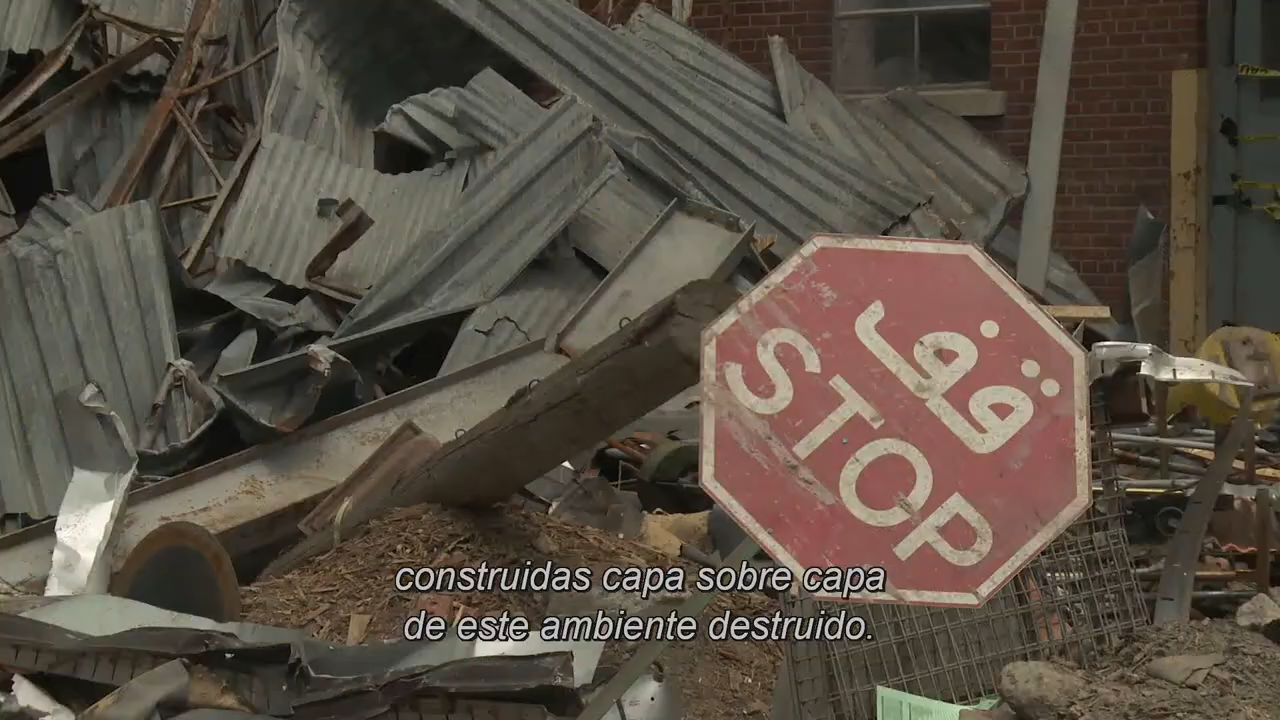 قف
STOP
construidas capa sobre capa
de este ambiente destruido.